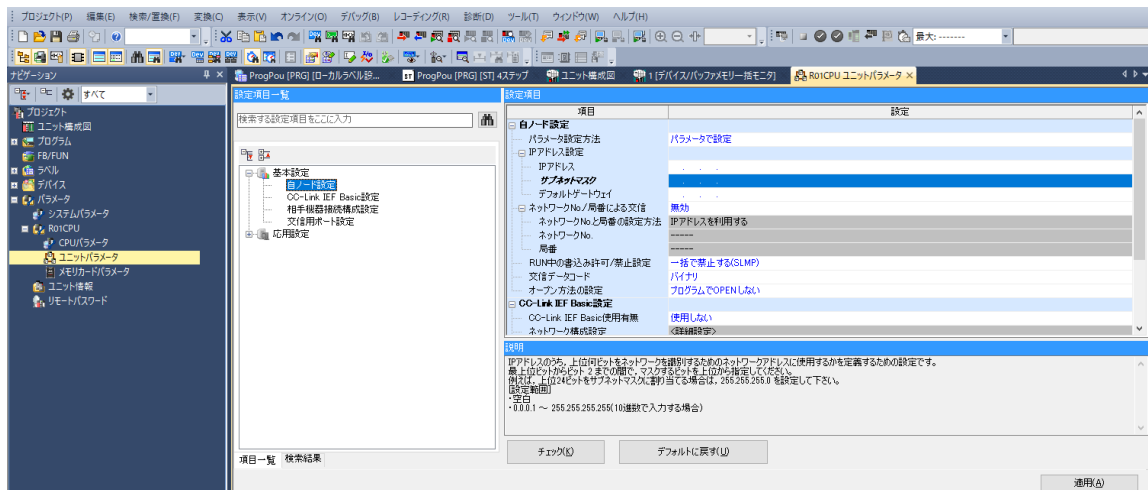 プロジェクト(P) 編集(E) 検索/置換(F) 変換(C) 表示(V) オンライン(O) デバッグ(B) レコーディング(R) 診断(D) ツール(T) ウィンドウ(W) ヘルプ(H)
最大: -------
ナビゲーション
ProgPou [PRG] [ローカルラベル設... ProgPou [PRG] [ST] 4ステップ ユニット構成図 1 [デバイス/バッファメモリ一括モニタ] R01CPU ユニットパラメータ
すべて
プロジェクト
ユニット構成図
プログラム
FB/FUN
ラベル
デバイス
パラメータ
システムパラメータ
R01CPU
CPUパラメータ
ユニットパラメータ
メモリカードパラメータ
ユニット情報
リモートパスワード
設定項目一覧
検索する設定項目をここに入力
基本設定
自ノード設定
CC-Link IEF Basic設定
相手機器接続構成設定
交信用ポート設定
応用設定
項目一覧 検索結果
設定項目
項目 設定
自ノード設定
パラメータ設定方法 パラメータで設定
IPアドレス設定
IPアドレス . . .
サブネットマスク . . .
デフォルトゲートウェイ . . .
ネットワークNo./局番による交信 無効
ネットワークNo.と局番の設定方法 IPアドレスを利用する
ネットワークNo. -----
局番 -----
RUN中の書込み許可/禁止設定 一括で禁止する(SLMP)
交信データコード バイナリ
オープン方法の設定 プログラムでOPENしない
CC-Link IEF Basic設定
CC-Link IEF Basic使用有無 使用しない
ネットワーク構成設定 <詳細設定>
説明
IPアドレスのうち、上位何ビットをネットワークを識別するためのネットワークアドレスに使用するかを定義するための設定です。
最上位ビットからビット 2 までの間で、マスクするビットを上位から指定してください。
例えば、上位24ビットをサブネットマスクに割り当てる場合は、255.255.255.0 を設定して下さい。
[設定範囲]
・空白
・0.0.0.1 ～ 255.255.255.255(10進数で入力する場合)
チェック(K) デフォルトに戻す(U)
適用(A)